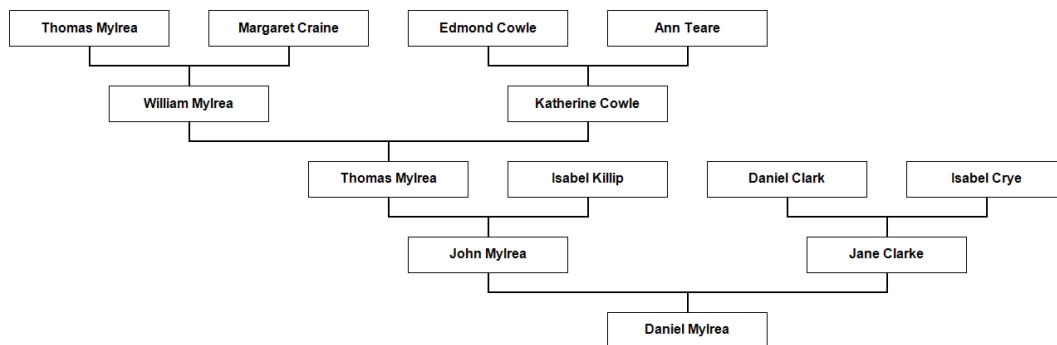 Thomas Mylrea
Margaret Craine
Edmond Cowle
Ann Teare
William Mylrea
Katherine Cowle
Thomas Mylrea
Isabel Killip
Daniel Clark
Isabel Crye
John Mylrea
Jane Clarke
Daniel Mylrea